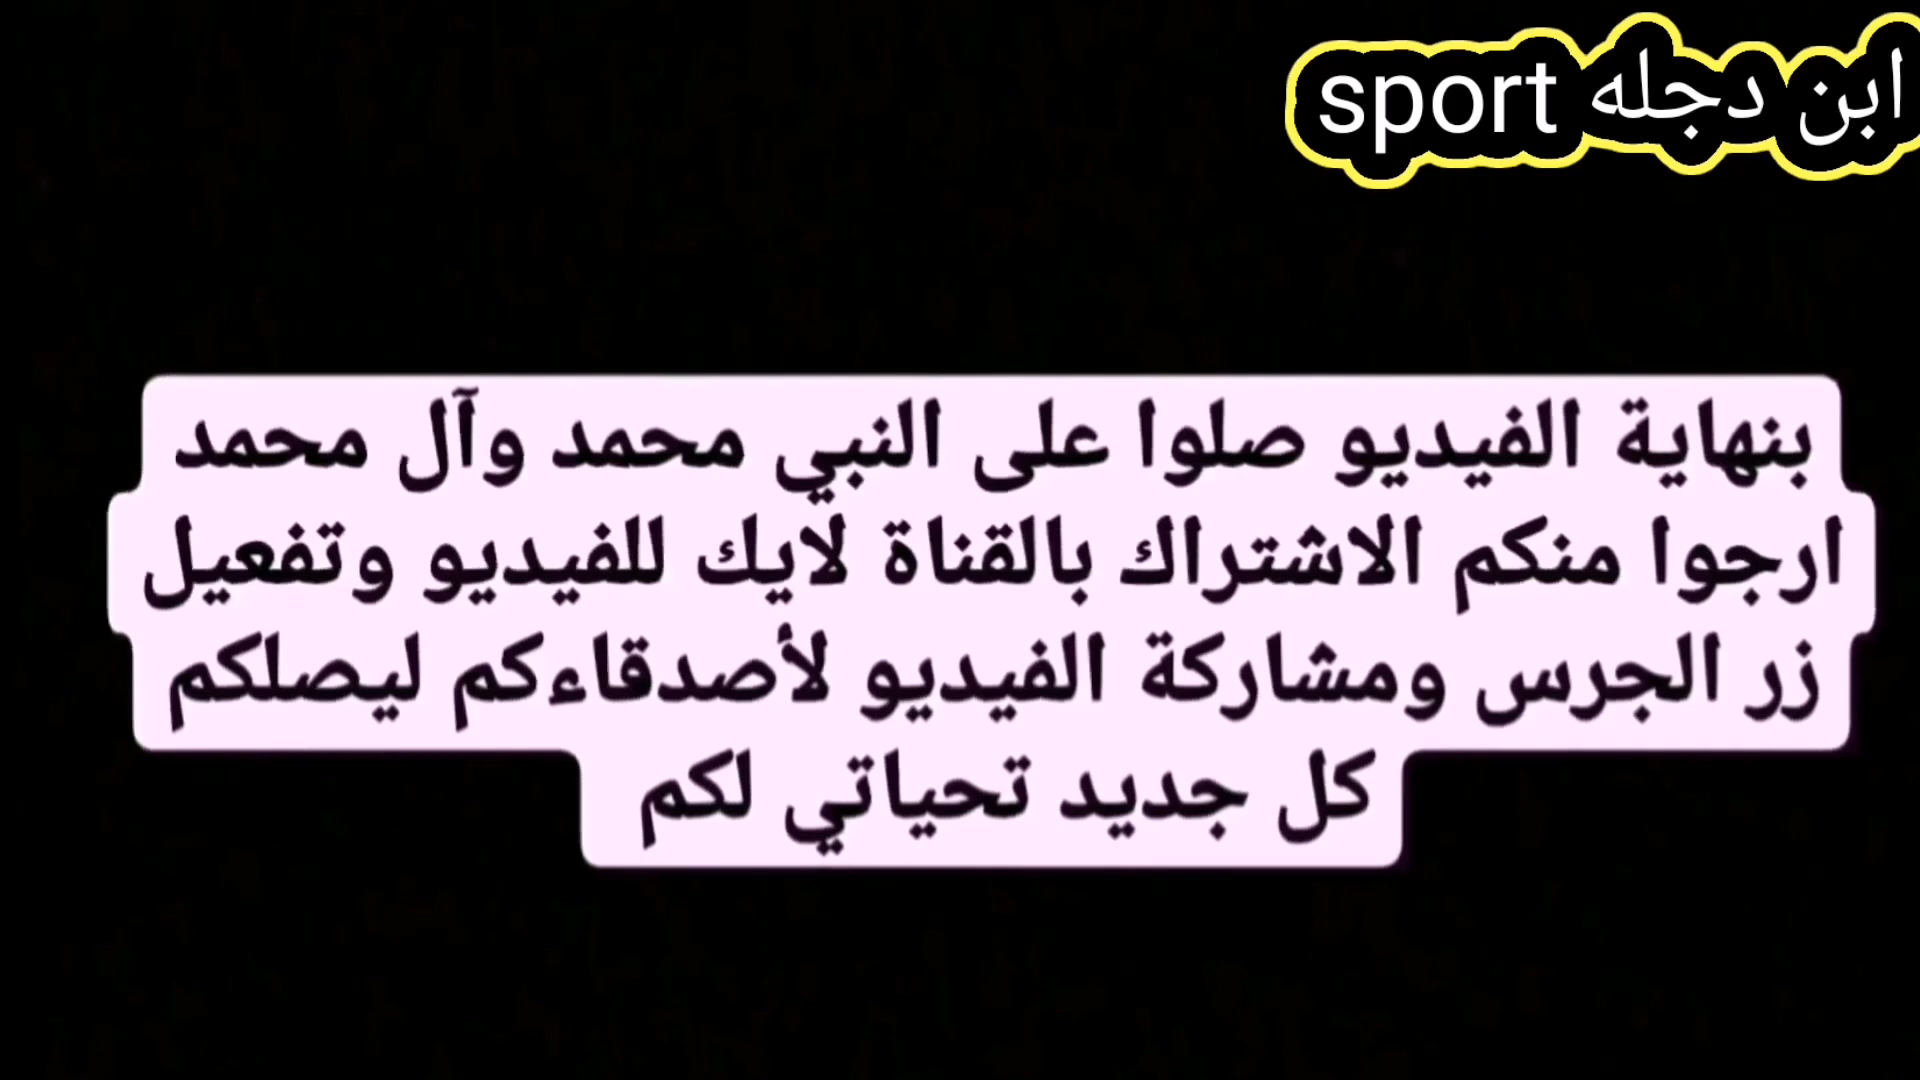 ابن دجله sport
بنهاية الفيديو صلوا على النبي محمد وآل محمد
ارجوا منكم الاشتراك بالقناة لايك للفيديو وتفعيل
زر الجرس ومشاركة الفيديو لأصدقاءكم ليصلكم
كل جديد تحياتي لكم